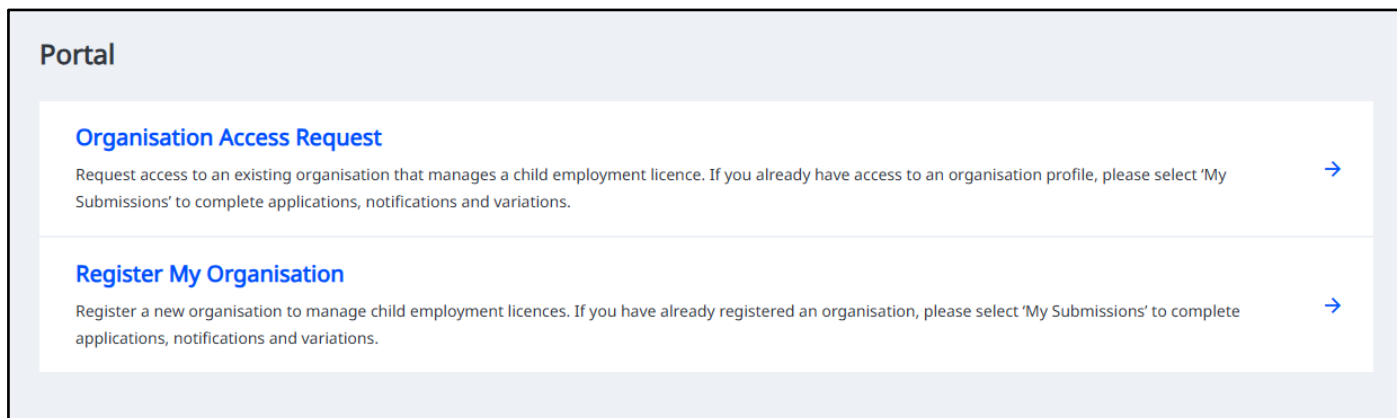 Portal
Organisation Access Request
Request access to an existing organisation that manages a child employment licence. If you already have access to an organisation profile, please select ‘My
Submissions’ to complete applications, notifications and variations.
Register My Organisation
Register a new organisation to manage child employment licences. If you have already registered an organisation, please select ‘My Submissions’ to complete
applications, notifications and variations.